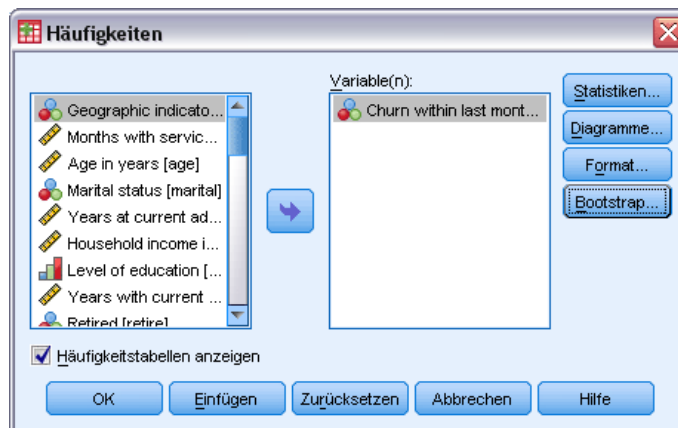 Häufigkeiten
Variable(n):
Geographic indicato...
Months with servic...
Age in years [age]
Marital status [marital]
Years at current ad...
Household income i...
Level of education [...
Years with current ...
Retired [retire]
Churn within last mont...
Statistiken...
Diagramme...
Format...
Bootstrap...
Häufigkeitstabellen anzeigen
OK
Einfügen
Zurücksetzen
Abbrechen
Hilfe